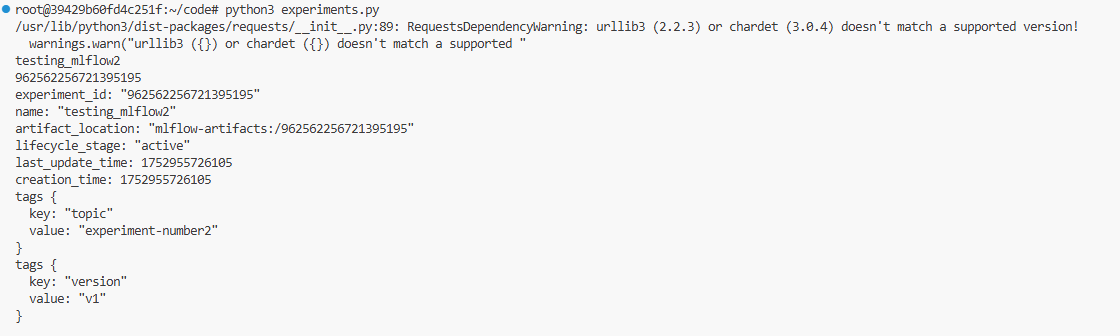 root@39429b60fd4c251f:~/code# python3 experiments.py
/usr/lib/python3/dist-packages/requests/__init__.py:89: RequestsDependencyWarning: urllib3 (2.2.3) or chardet (3.0.4) doesn't match a supported version!
  warnings.warn("urllib3 ({}) or chardet ({}) doesn't match a supported "
testing_mlflow2
962562256721395195
experiment_id: "962562256721395195"
name: "testing_mlflow2"
artifact_location: "mlflow-artifacts:/962562256721395195"
lifecycle_stage: "active"
last_update_time: 1752955726105
creation_time: 1752955726105
tags {
  key: "topic"
  value: "experiment-number2"
}
tags {
  key: "version"
  value: "v1"
}